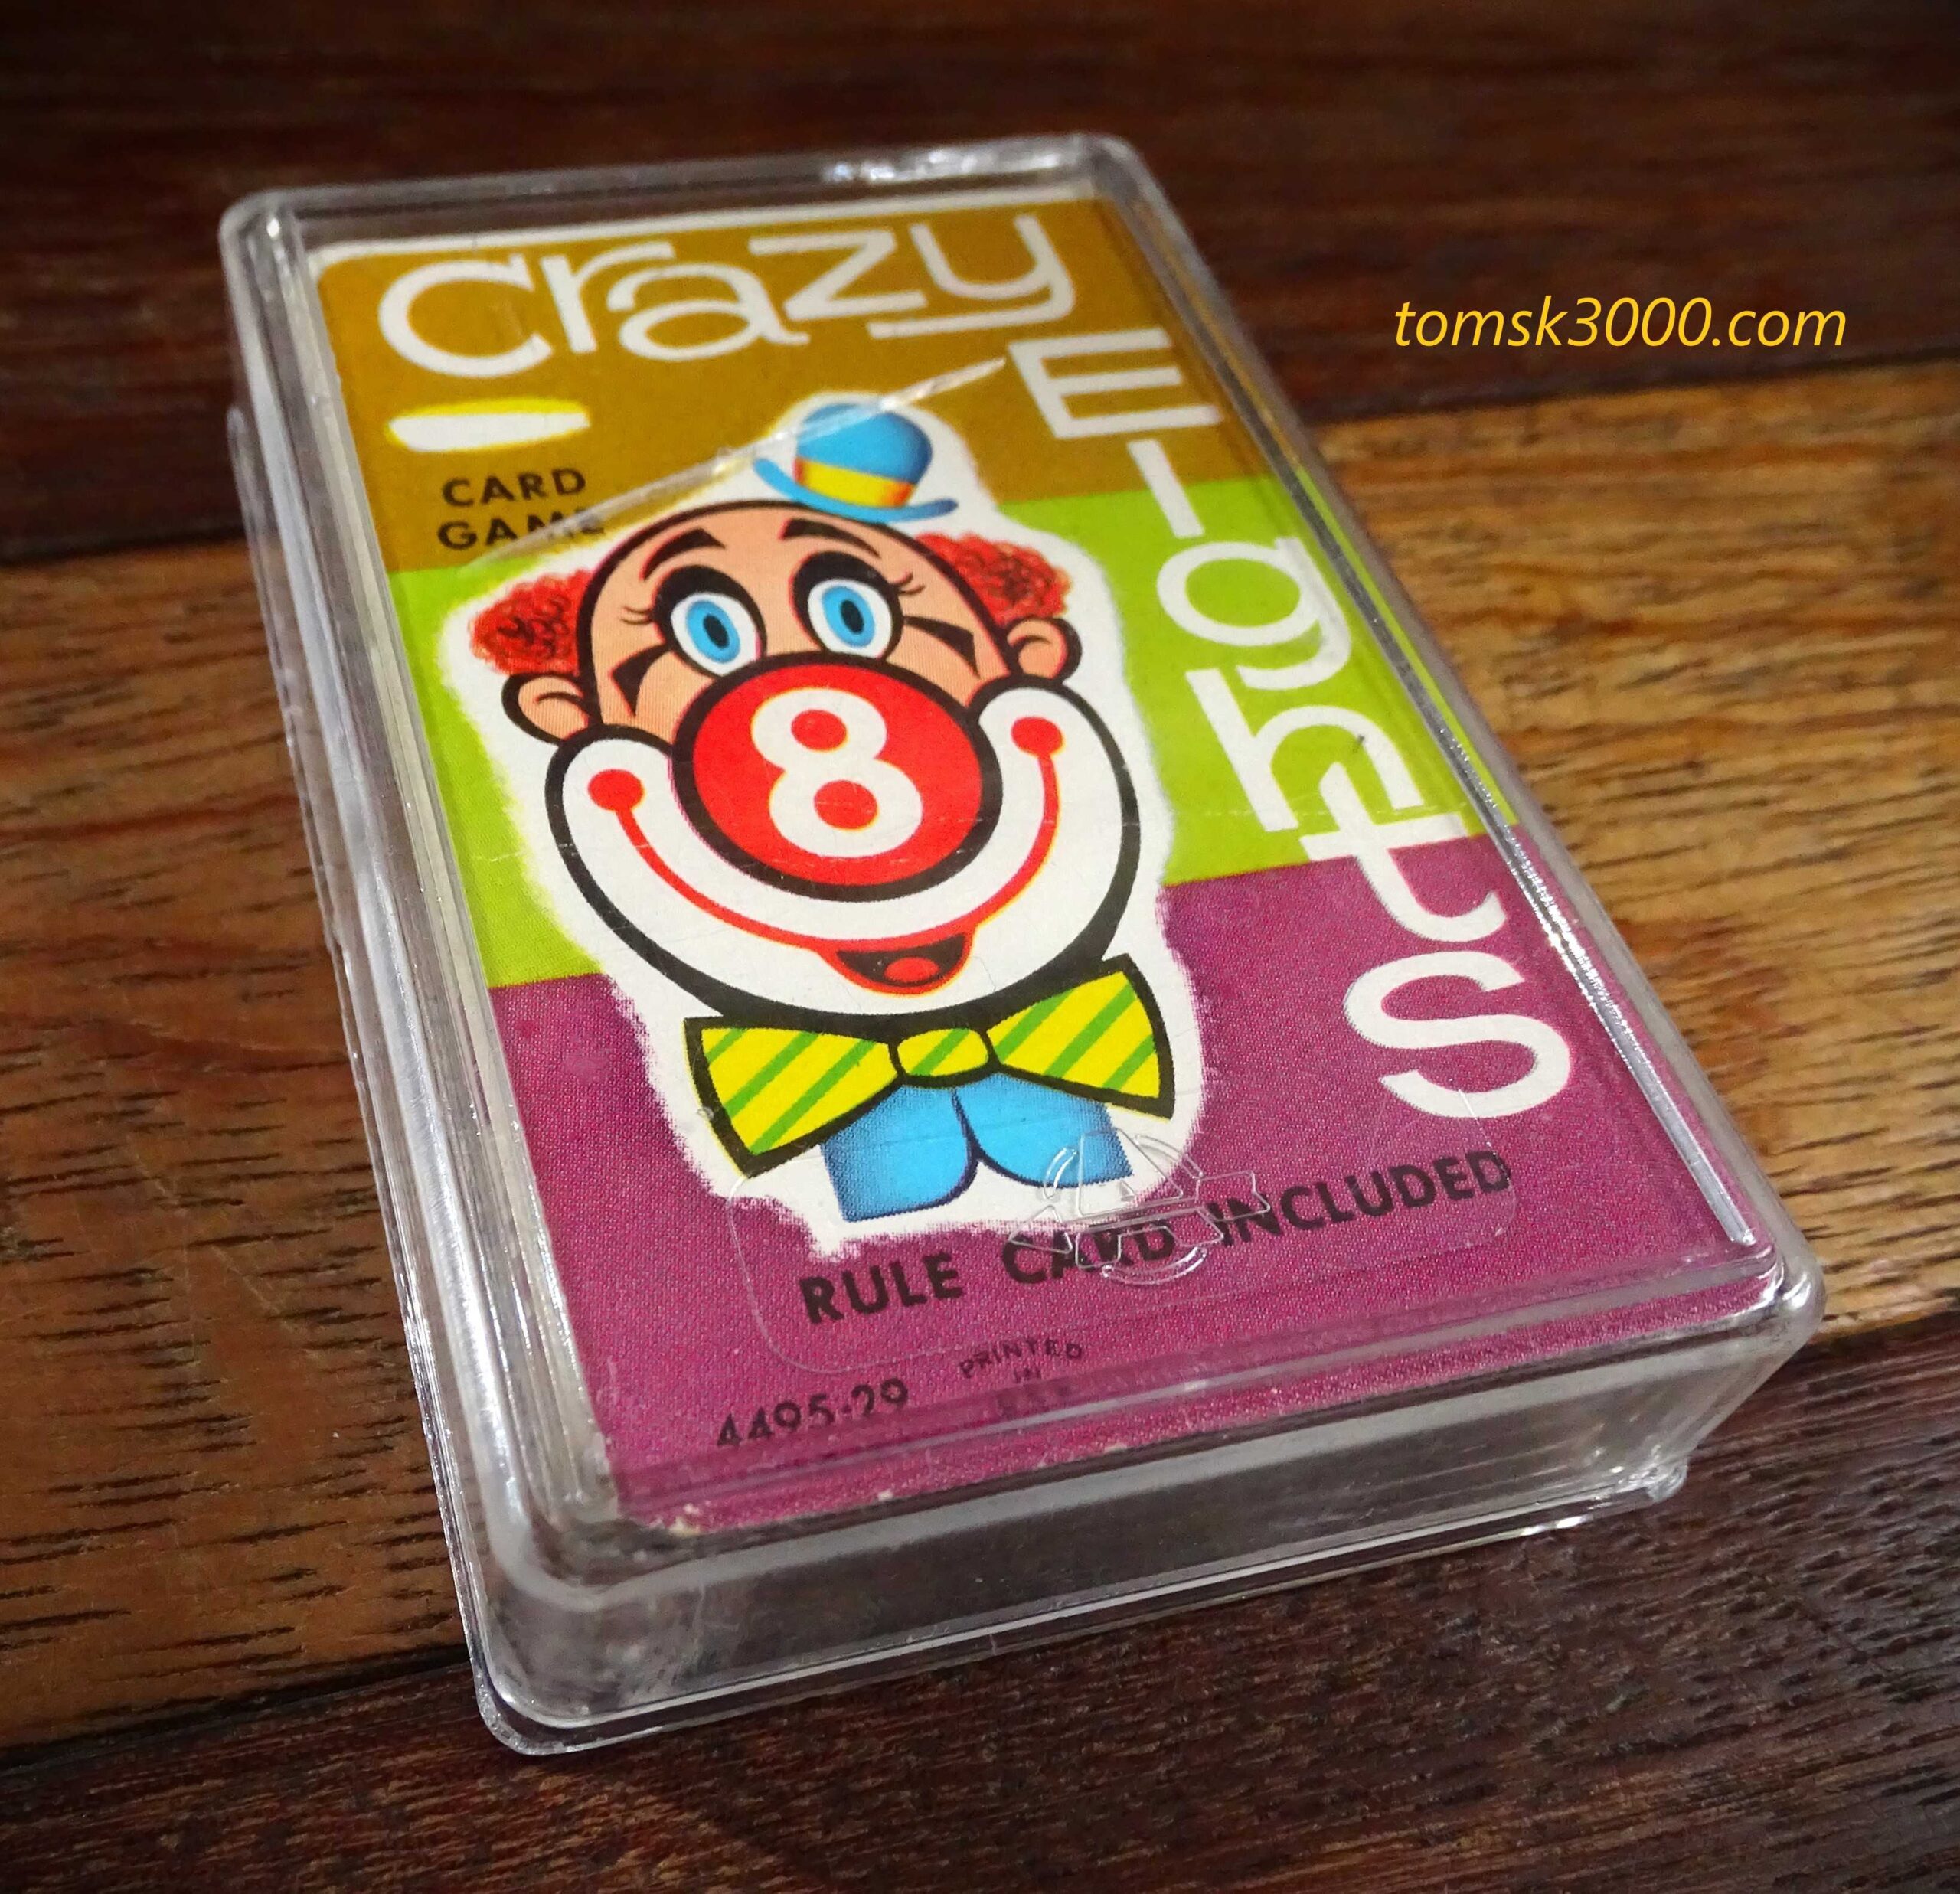 crazy
Eights
CARD
GAME
8
RULE CARD INCLUDED
4495-29
PRINTED
IN
tomsk3000.com